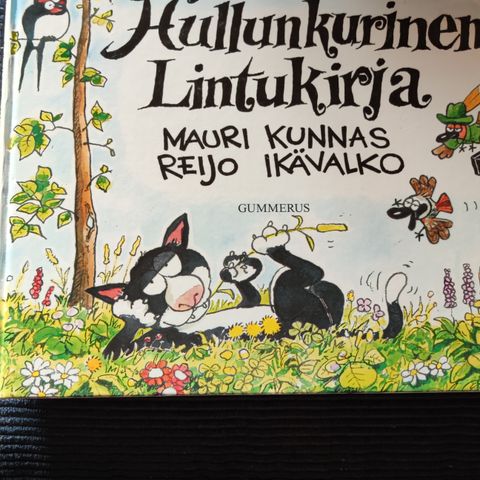 Hullunkurinen
Lintukirja
MAURI KUNNAS
REIJO IKÄVALKO
GUMMERUS